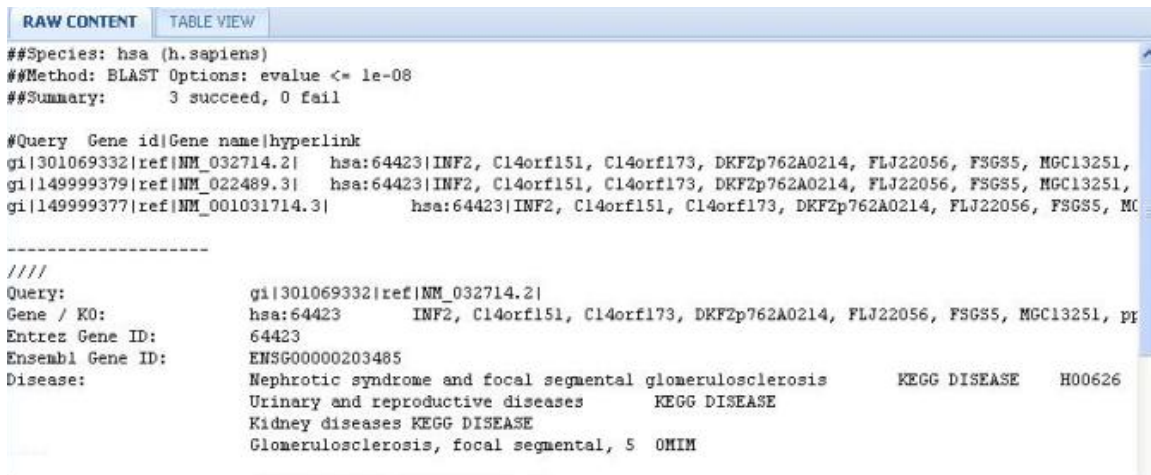 RAW CONTENT TABLE VIEW
##Species: hsa (h.sapiens)
##Method: BLAST Options: evalue <= 1e-08
##Summary: 3 succeed, 0 fail
#Query Gene id|Gene name|hyperlink
gi|301069332|ref|NM_032714.2| hsa:64423|INF2, C14orf151, C14orf173, DKFZp762A0214, FLJ22056, FSGS5, MGC13251,
gi|149999379|ref|NM_022489.3| hsa:64423|INF2, C14orf151, C14orf173, DKFZp762A0214, FLJ22056, FSGS5, MGC13251,
gi|149999377|ref|NM_001031714.3| hsa:64423|INF2, C14orf151, C14orf173, DKFZp762A0214, FLJ22056, FSGS5, MG
--------------------
////
Query: gi|301069332|ref|NM_032714.2|
Gene / KO: hsa:64423 INF2, C14orf151, C14orf173, DKFZp762A0214, FLJ22056, FSGS5, MGC13251, pp
Entrez Gene ID: 64423
Ensembl Gene ID: ENSG00000203485
Disease: Nephrotic syndrome and focal segmental glomerulosclerosis KEGG DISEASE H00626
Urinary and reproductive diseases KEGG DISEASE
Kidney diseases KEGG DISEASE
Glomerulosclerosis, focal segmental, 5 OMIM